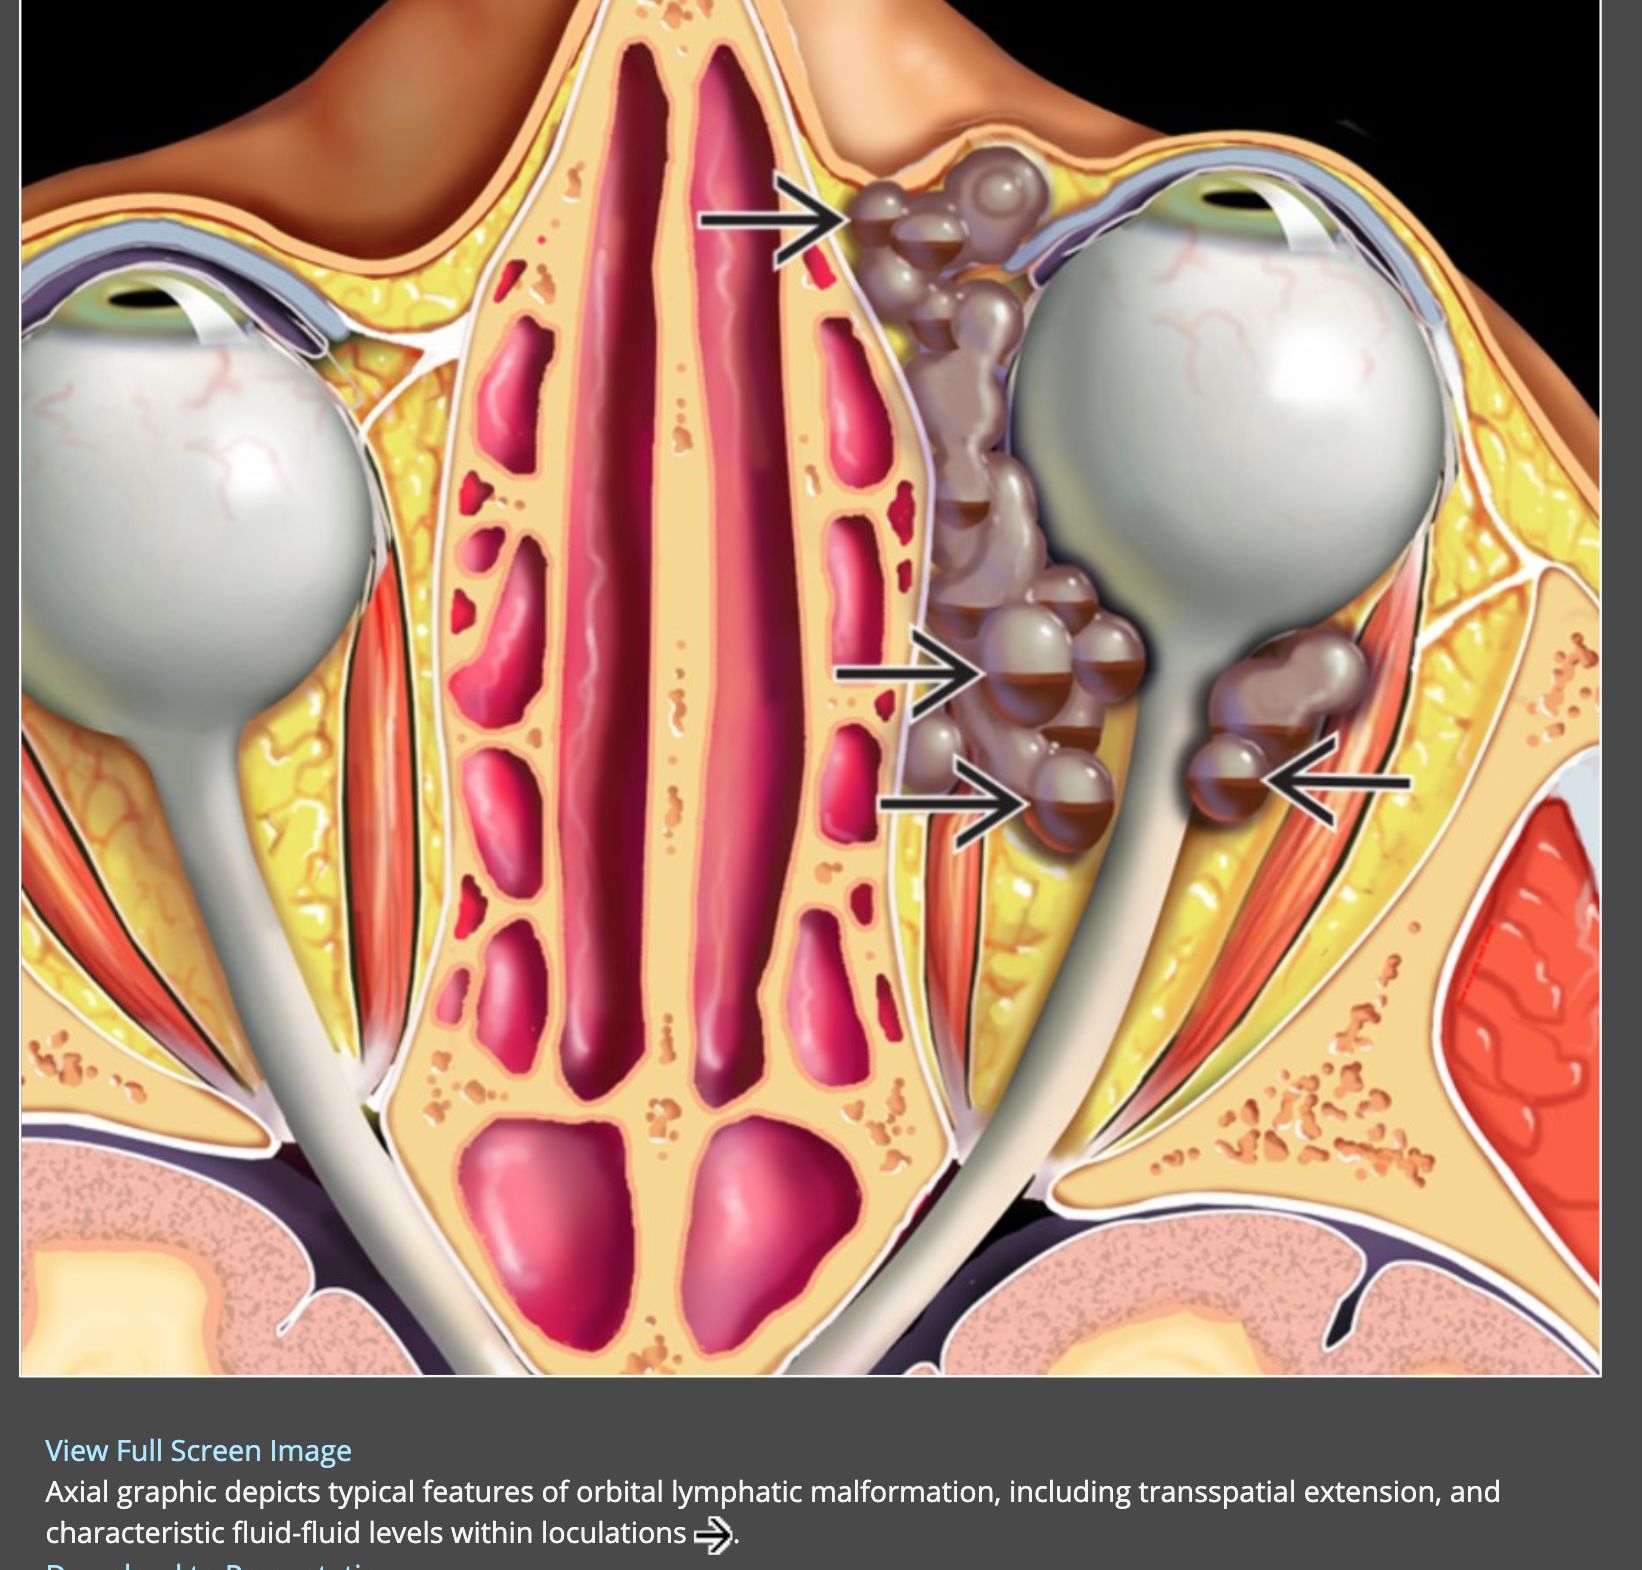 View Full Screen Image
Axial graphic depicts typical features of orbital lymphatic malformation, including transspatial extension, and
characteristic fluid-fluid levels within loculations .